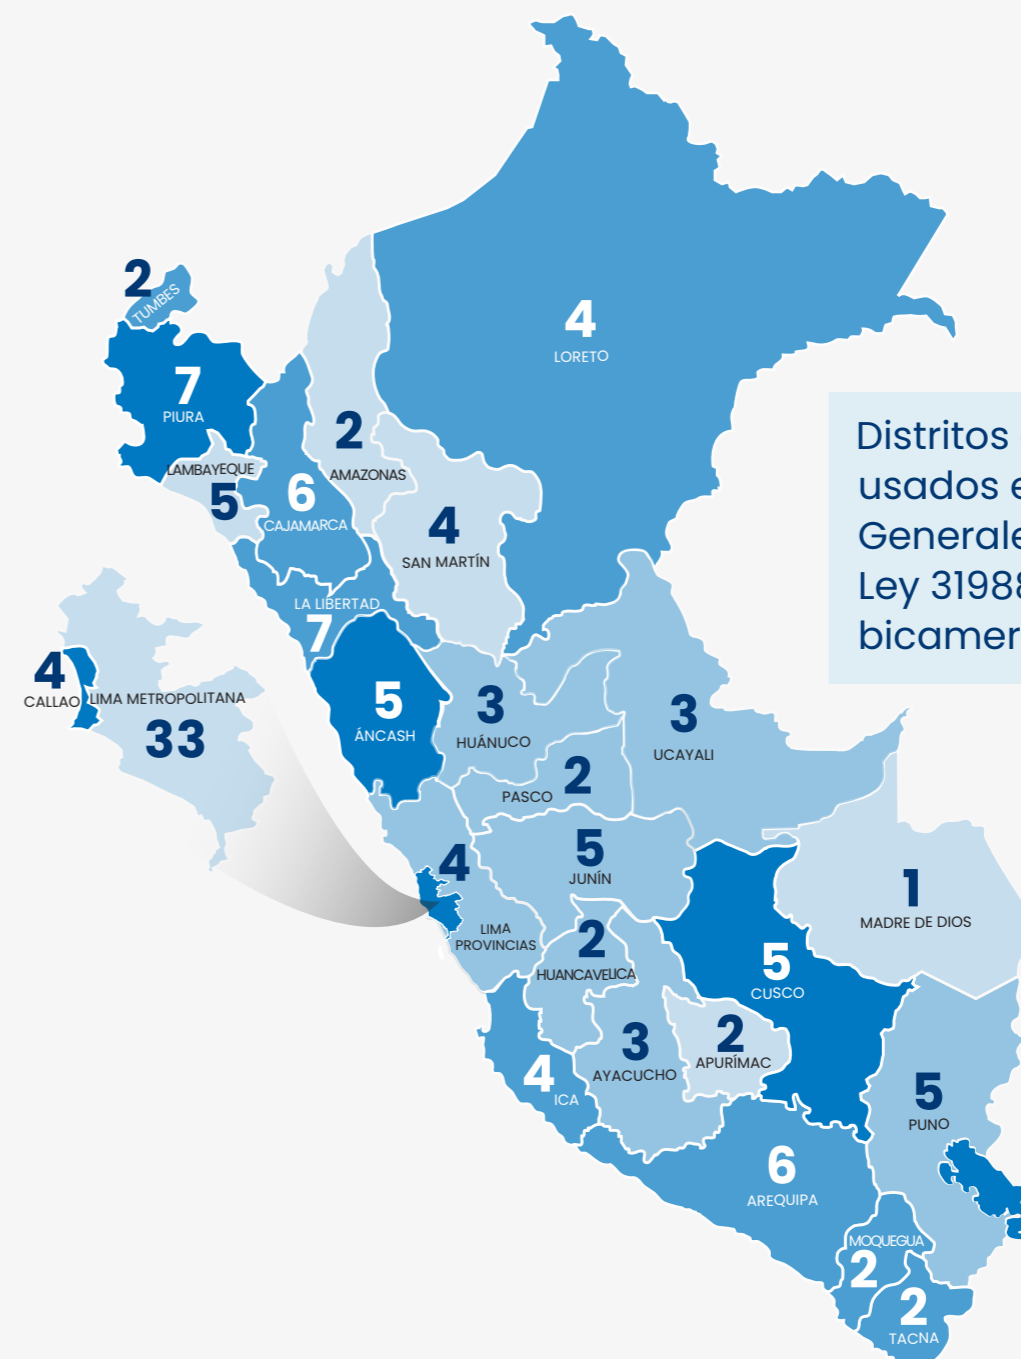 4
LORETO
2
TUMBES
7
PIURA
LAMBAYEQUE
5
6
CAJAMARCA
2
AMAZONAS
4
SAN MARTÍN
Distritos
usados e
Generale
Ley 31988
bicamer
LA LIBERTAD
7
4
CALLAO
LIMA METROPOLITANA
33
5
ÁNCASH
3
HUÁNUCO
3
UCAYALI
PASCO 2
5
JUNÍN
4
LIMA
PROVINCIAS
1
MADRE DE DIOS
2
HUANCAVELICA
5
CUSCO
3
AYACUCHO
2
APURÍMAC
4
ICA
5
PUNO
6
AREQUIPA
MOQUEGUA
2
2
TACNA